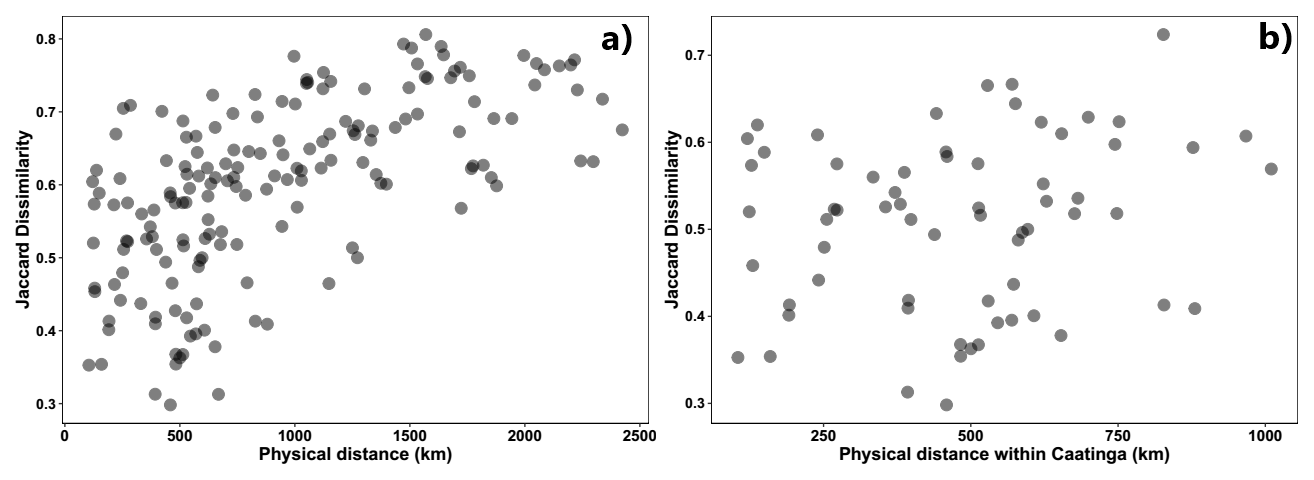 a)
Jaccard Dissimilarity
0.8
0.7
0.6
0.5
0.4
0.3
0 500 1000 1500 2000 2500
Physical distance (km)
b)
Jaccard Dissimilarity
0.7
0.6
0.5
0.4
0.3
250 500 750 1000
Physical distance within Caatinga (km)